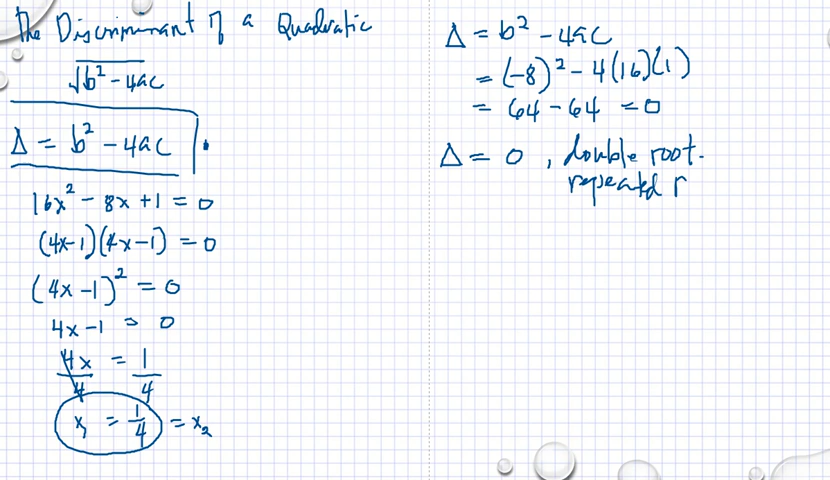 The Discriminant of a Quadratic
√b² - 4ac
Δ = b² - 4ac
16x² - 8x + 1 = 0
(4x-1)(4x-1) = 0
(4x-1)² = 0
4x-1 = 0
4x/4 = 1/4
x₁ = 1/4 = x₂
Δ = b² - 4ac
= (-8)² - 4(16)(1)
= 64 - 64 = 0
Δ = 0, double root.
repeated r